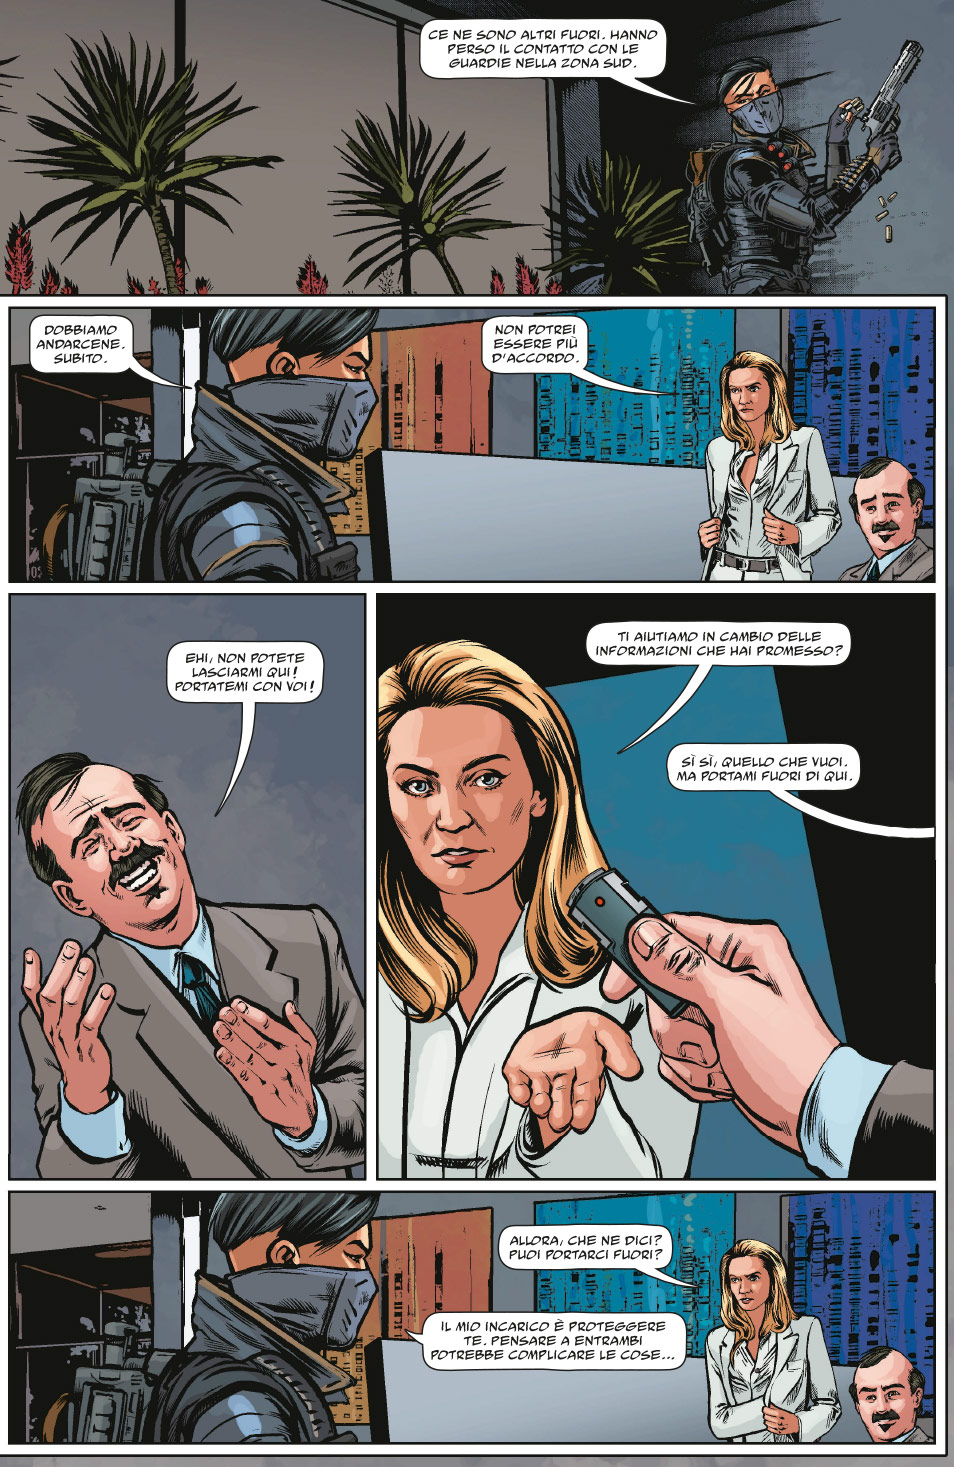 CE NE SONO ALTRI FUORI. HANNO
PERSO IL CONTATTO CON LE
GUARDIE NELLA ZONA SUD.
DOBBIAMO
ANDARCENE.
SUBITO.
NON POTREI
ESSERE PIÙ
D'ACCORDO.
EHI, NON POTETE
LASCIARMI QUI!
PORTATEMI CON VOI!
TI AIUTIAMO IN CAMBIO DELLE
INFORMAZIONI CHE HAI PROMESSO?
SÌ SÌ, QUELLO CHE VUOI.
MA PORTAMI FUORI DI QUI.
ALLORA, CHE NE DICI?
PUOI PORTARCI FUORI?
IL MIO INCARICO È PROTEGGERE
TE. PENSARE A ENTRAMBI
POTREBBE COMPLICARE LE COSE...